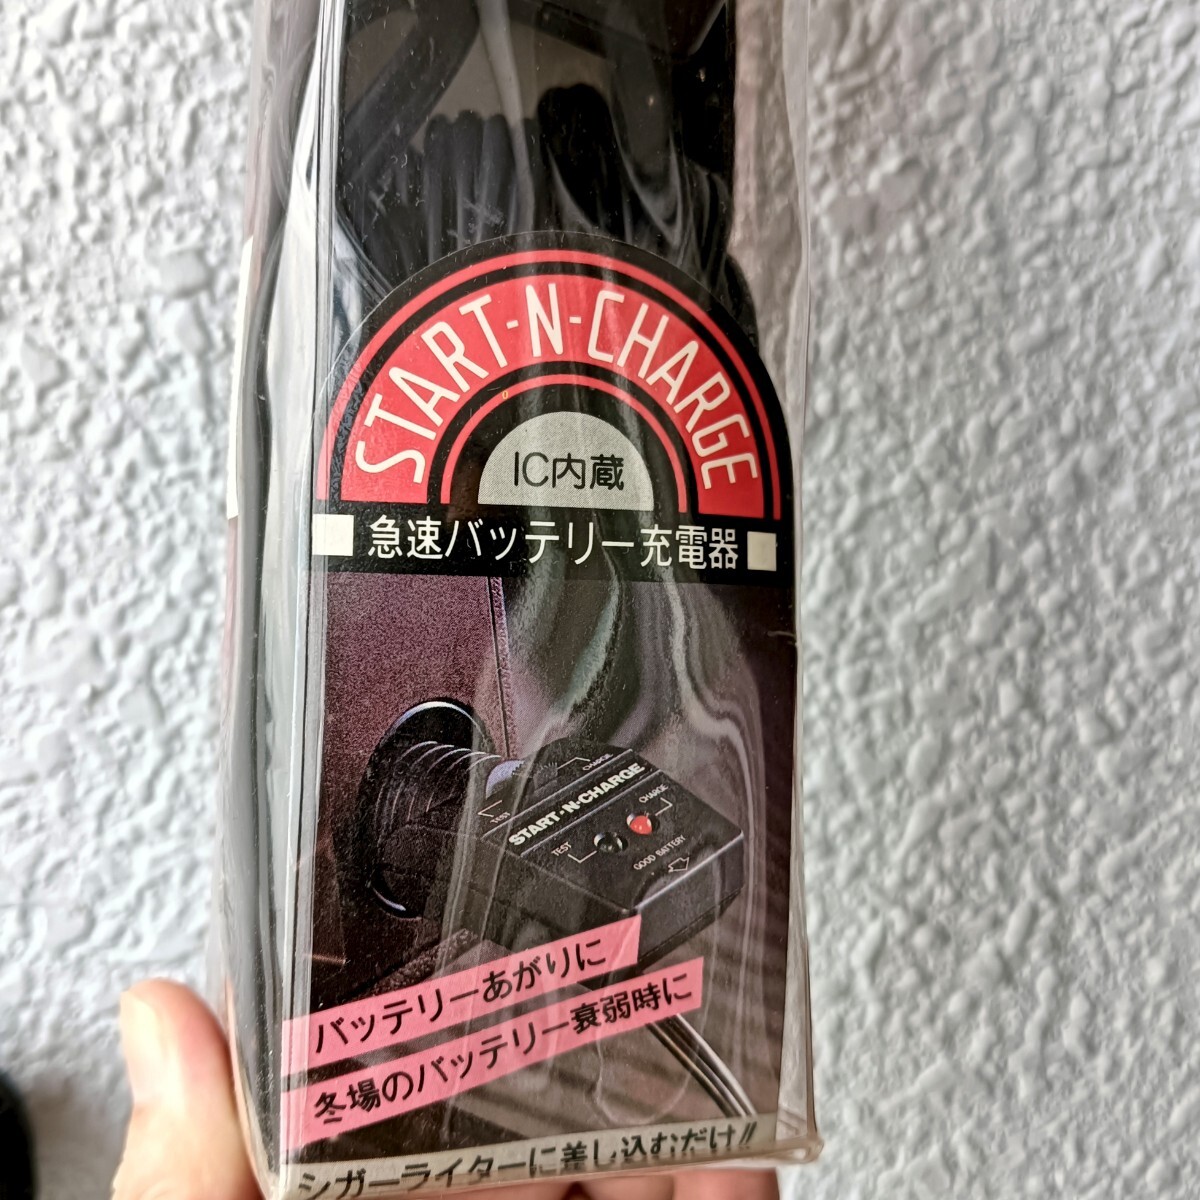 START-N-CHARGE
IC内蔵
急速バッテリー充電器
CHARGE
TEST
START-N-CHARGE
CHARGE
TEST
GOOD BATTERY
バッテリーあがりに
冬場のバッテリー衰弱時に
シガーライターに差し込むだけ!!